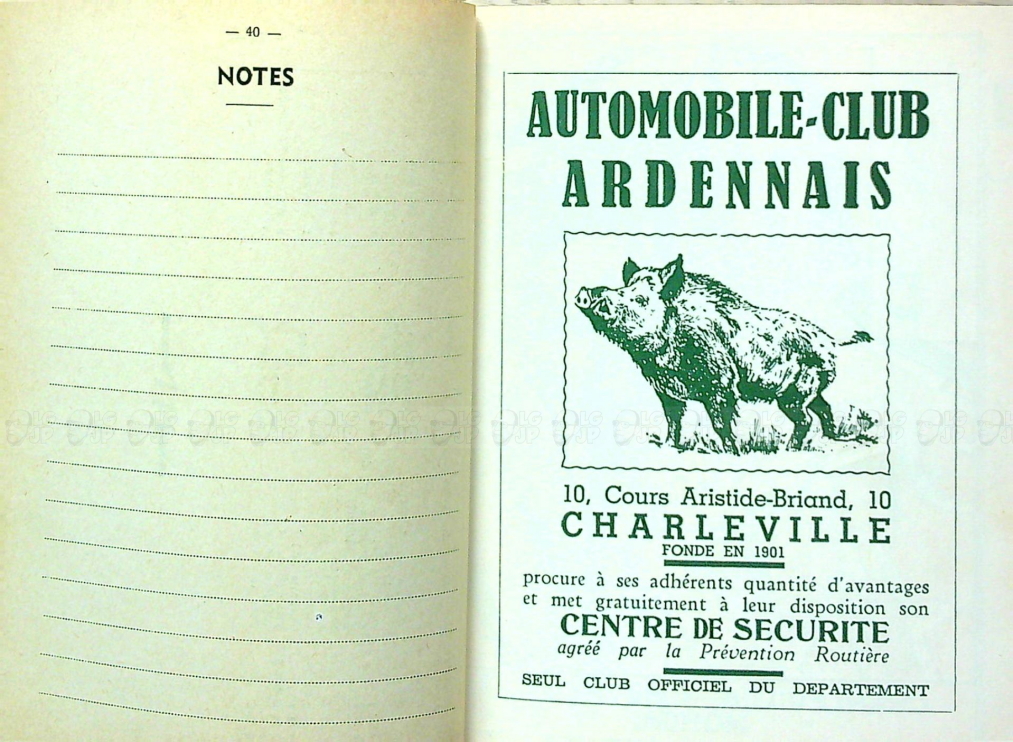 — 40 —
NOTES
AUTOMOBILE-CLUB
ARDENNAIS
10, Cours Aristide-Briand, 10
CHARLEVILLE
FONDE EN 1901
procure à ses adhérents quantité d'avantages
et met gratuitement à leur disposition son
CENTRE DE SECURITE
agréé par la Prévention Routière
SEUL CLUB OFFICIEL DU DEPARTEMENT